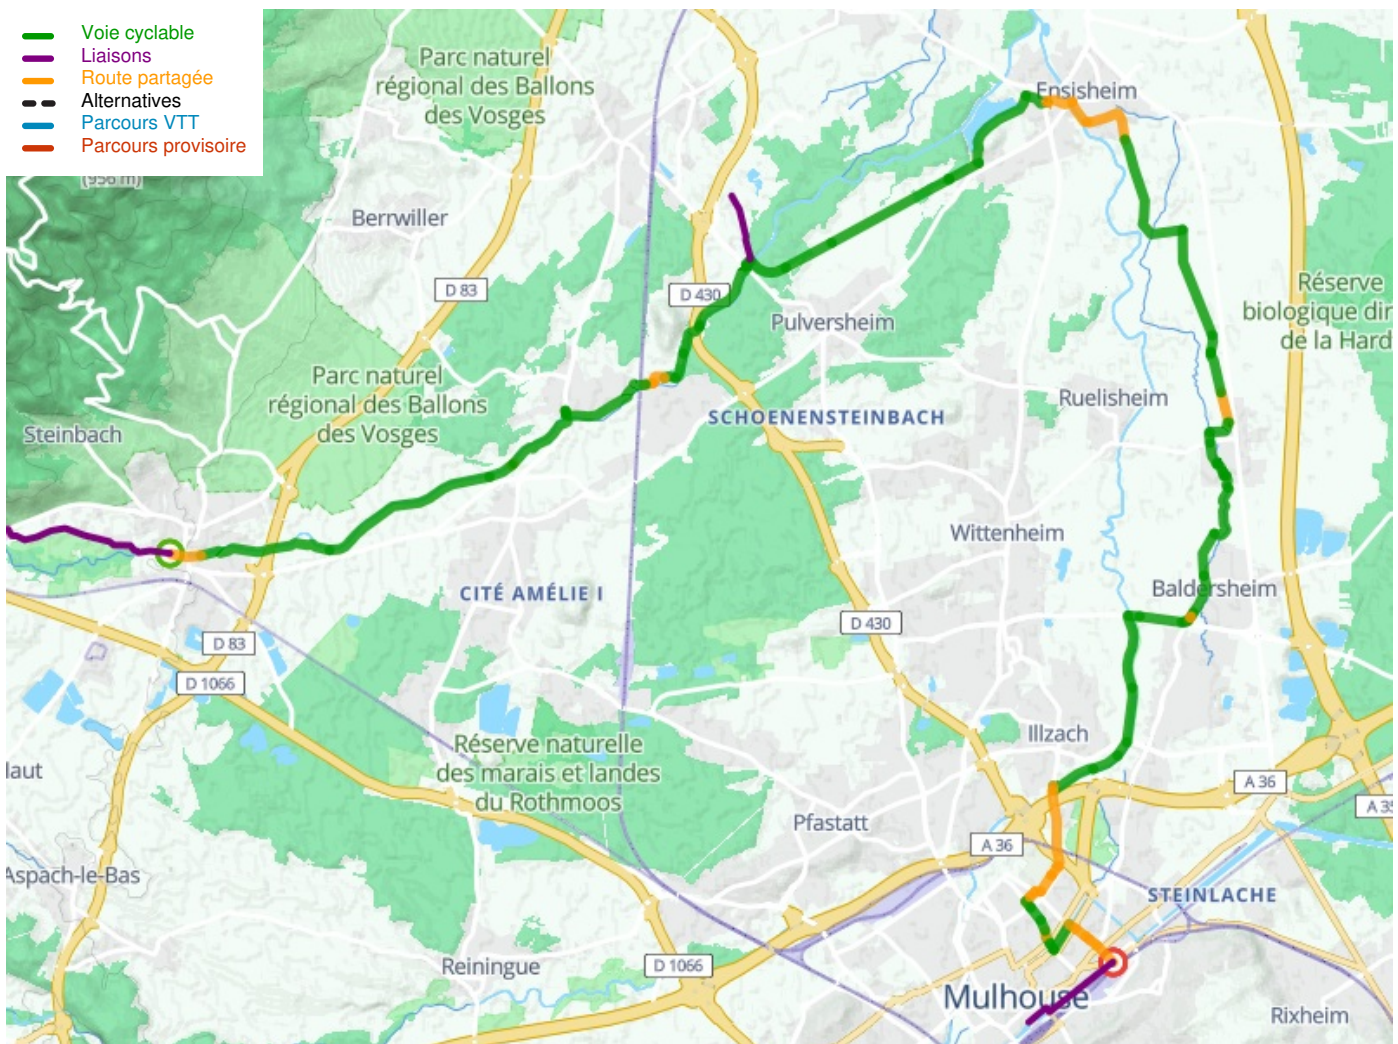 Voie cyclable
Liaisons
Route partagée
Alternatives
Parcours VTT
Parcours provisoire
(956 m)
Parc naturel
régional des Ballons
des Vosges
Ensisheim
Berrwiller
D 83
D 430
Pulversheim
Réserve
biologique dir
de la Hard
Parc naturel
régional des Ballons
des Vosges
Ruelisheim
SCHOENENSTEINBACH
Steinbach
Wittenheim
CITÉ AMÉLIE I
Baldersheim
D 430
D 83
D 1066
Illzach
Réserve naturelle
des marais et landes
du Rothmoos
Haut
A 36
A 35
Pfastatt
A 36
Aspach-le-Bas
STEINLACHE
Reiningue
D 1066
Mulhouse
Rixheim